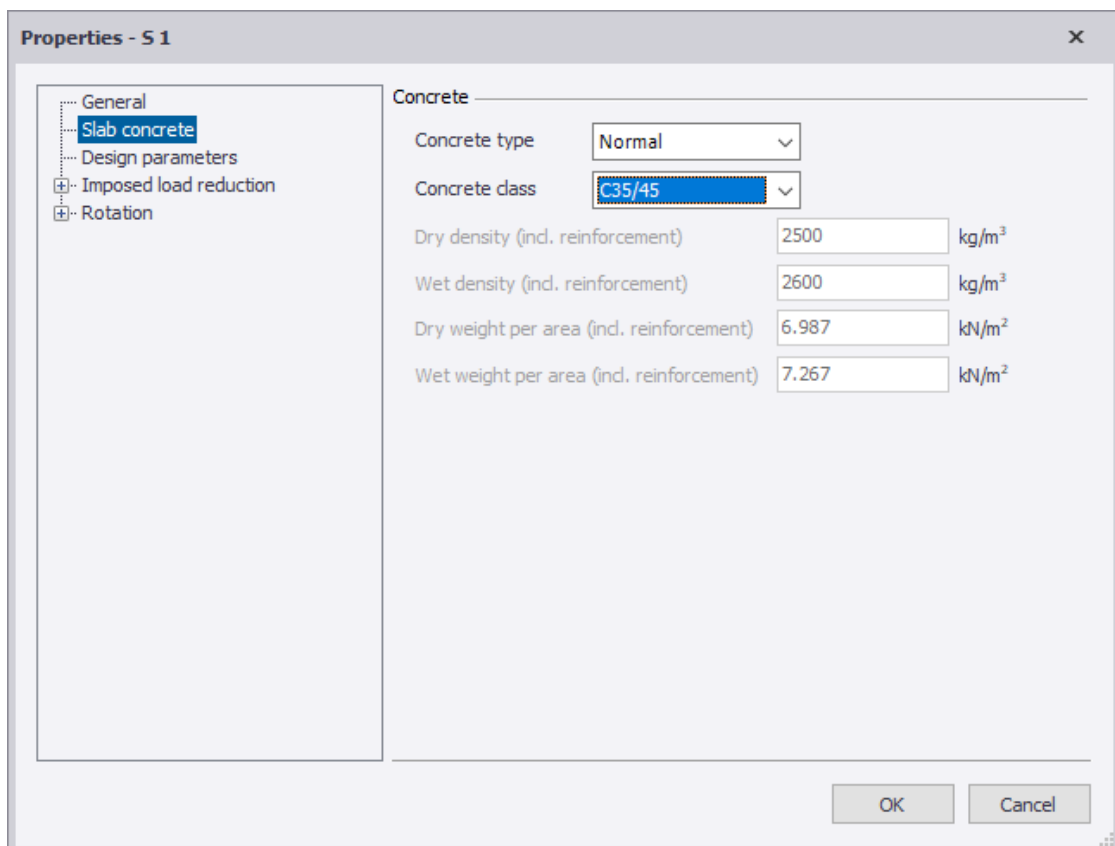 Properties - S 1
General
Slab concrete
Design parameters
Imposed load reduction
Rotation
Concrete
Concrete type Normal
Concrete class C35/45
Dry density (incl. reinforcement) 2500 kg/m³
Wet density (incl. reinforcement) 2600 kg/m³
Dry weight per area (incl. reinforcement) 6.987 kN/m²
Wet weight per area (incl. reinforcement) 7.267 kN/m²
OK Cancel